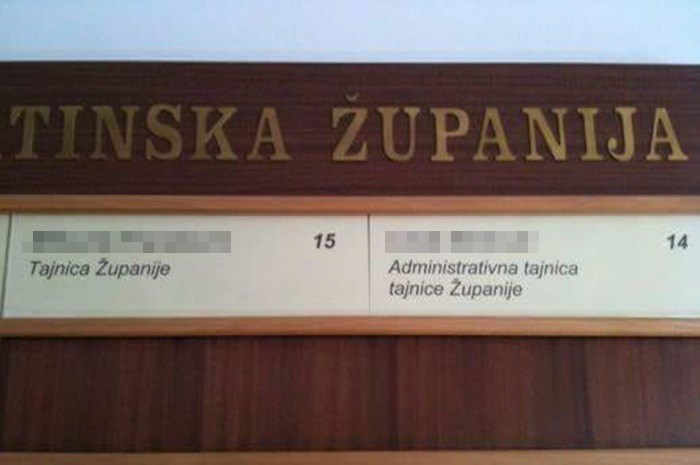 TINSKA ŽUPANIJA
15
Tajnica Županije
14
Administrativna tajnica
tajnice Županije